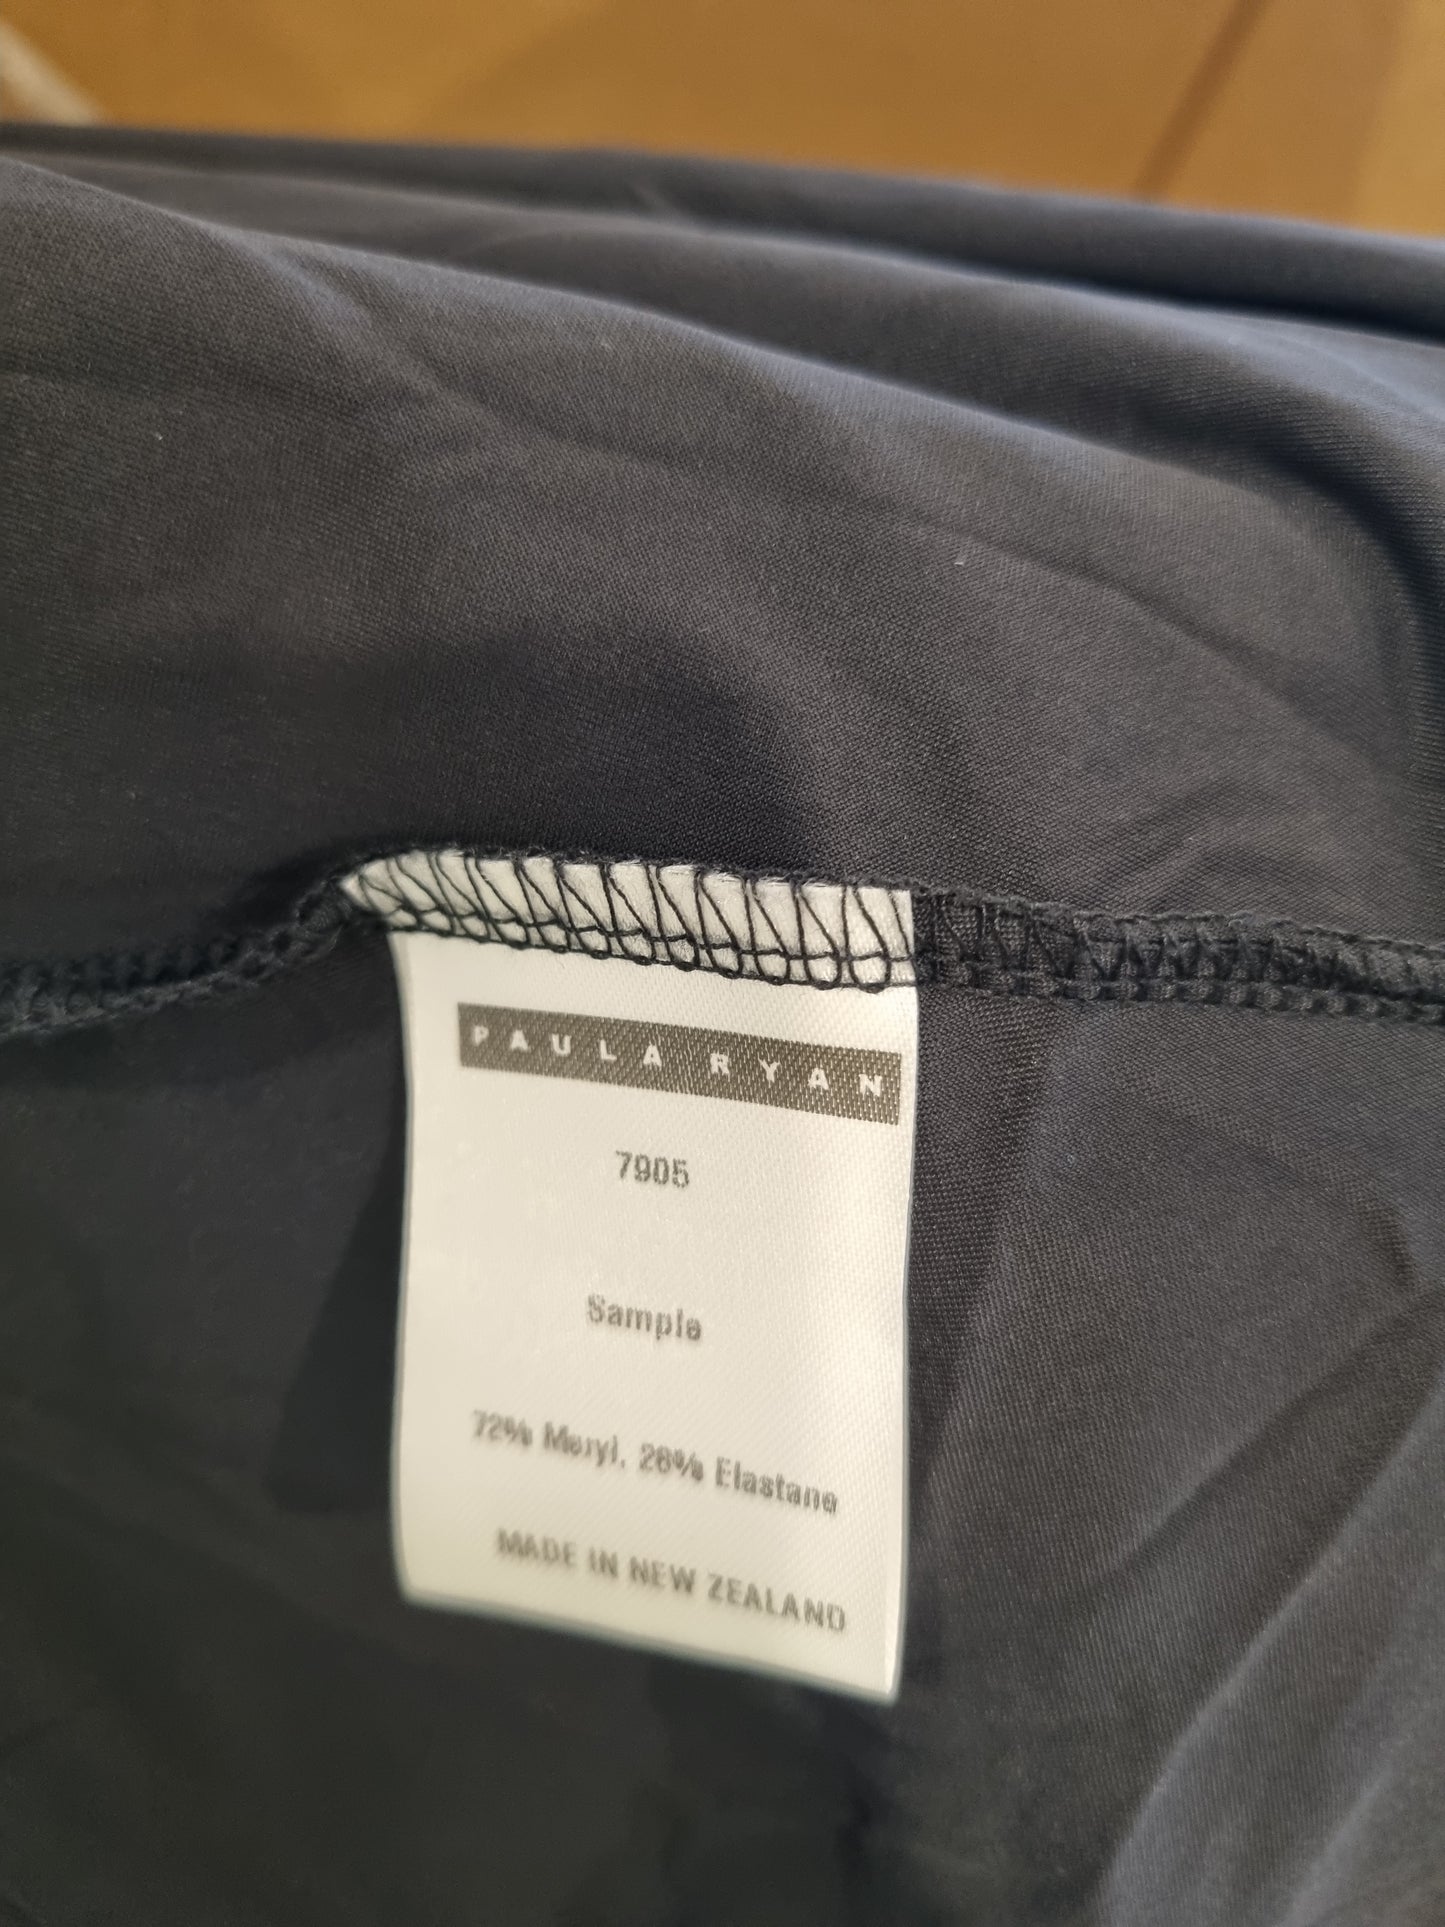 PAULA RYAN
7905
Sample
72% Meryl, 28% Elastane
MADE IN NEW ZEALAND